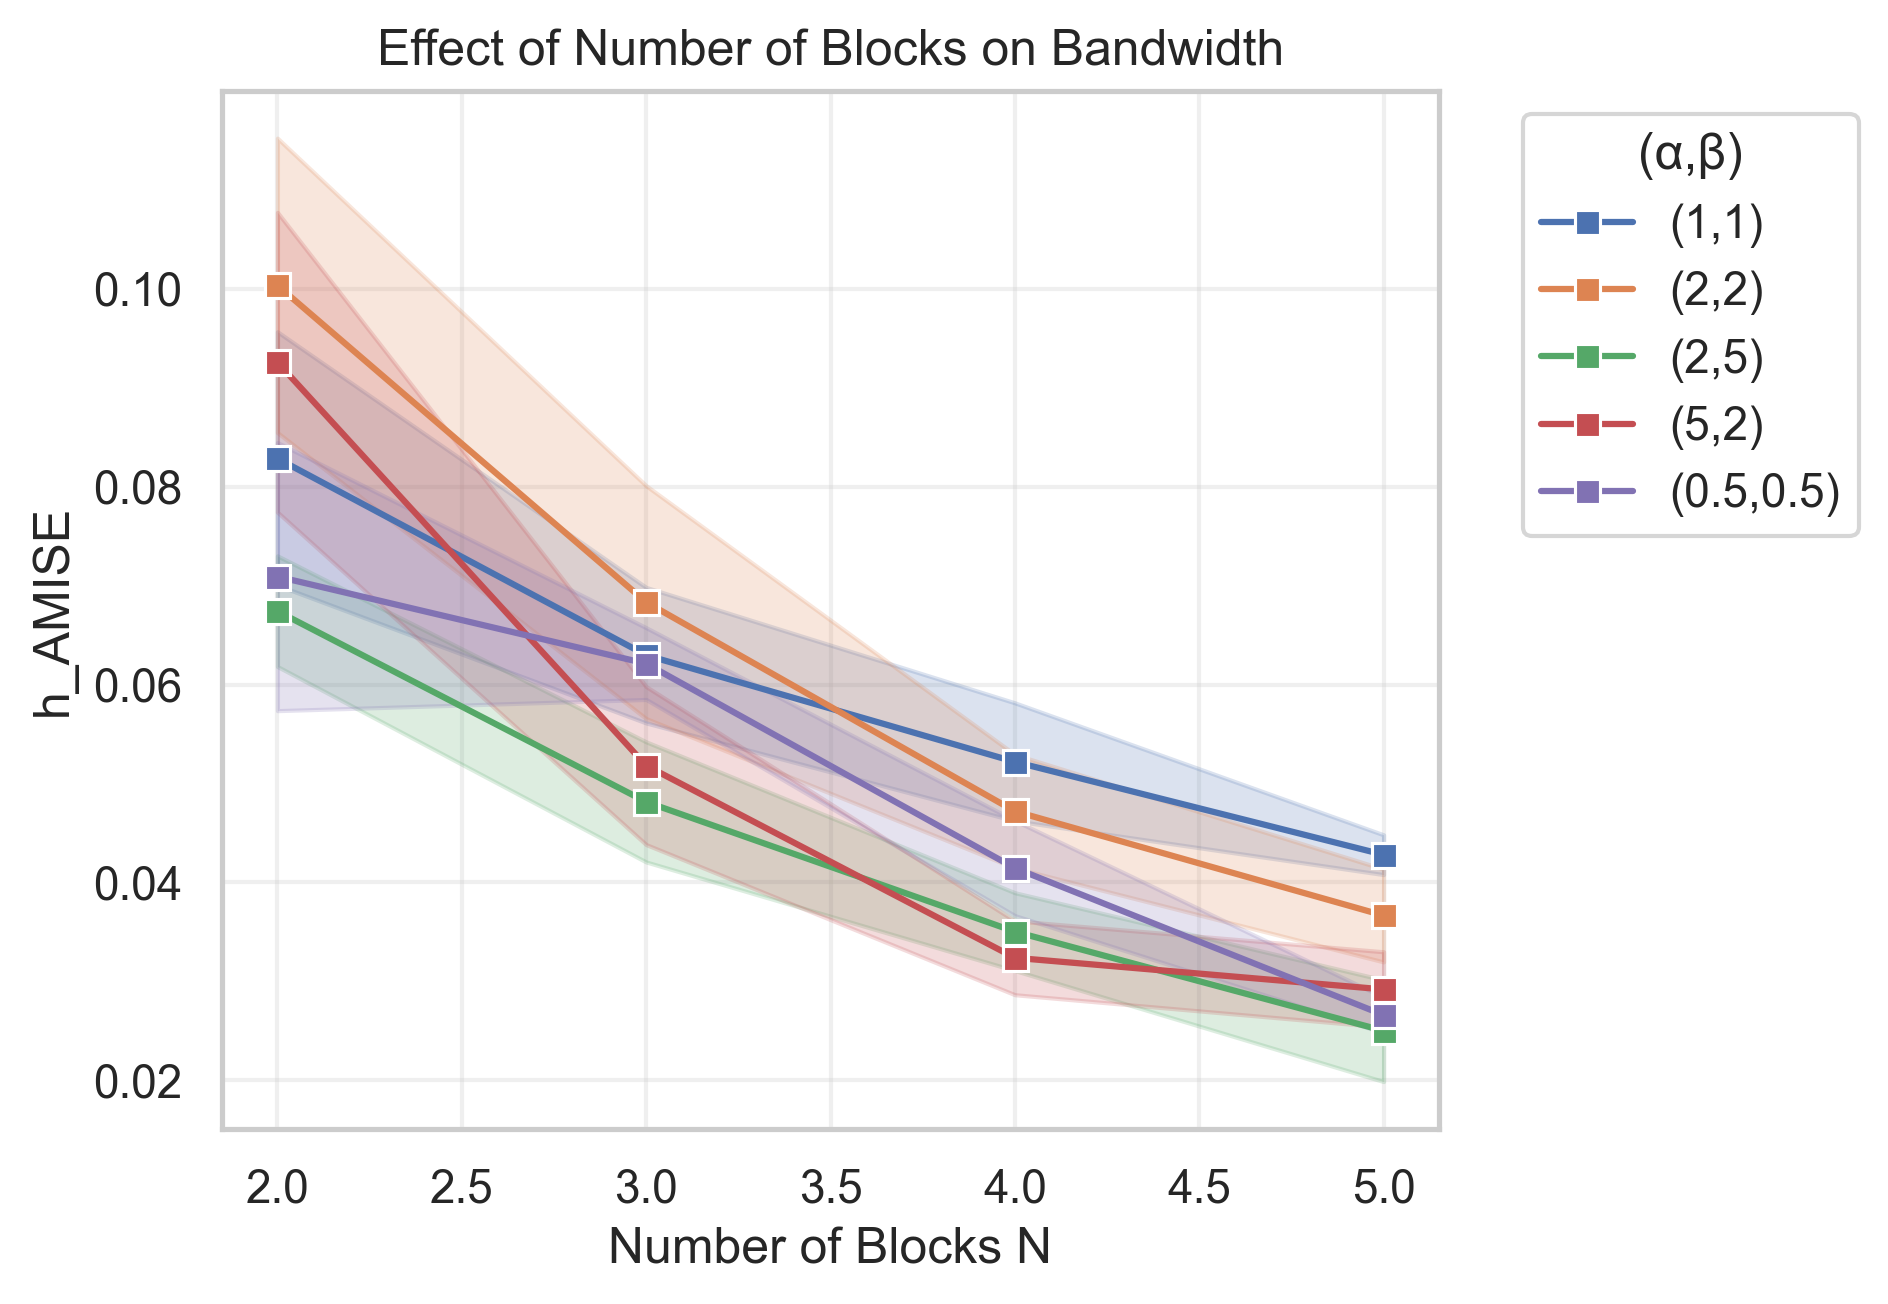 Effect of Number of Blocks on Bandwidth
(α,β)
(1,1)
(2,2)
(2,5)
(5,2)
(0.5,0.5)
h_AMISE
0.10
0.08
0.06
0.04
0.02
2.0 2.5 3.0 3.5 4.0 4.5 5.0
Number of Blocks N